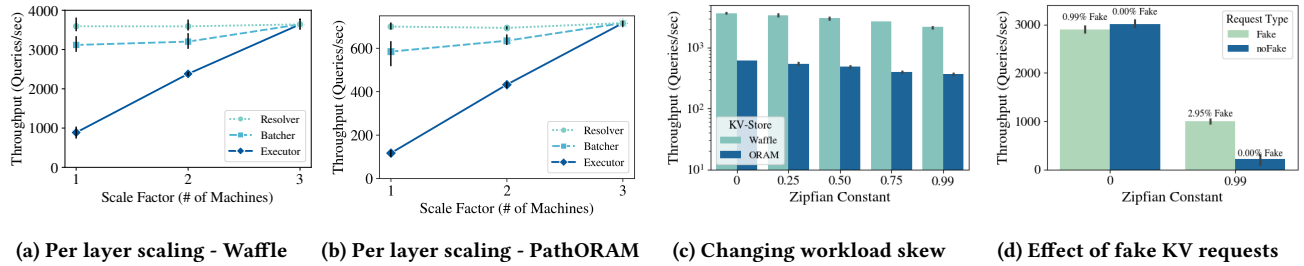 Throughput (Queries/sec)
4000
3000
2000
1000
0
Resolver
Batcher
Executor
1
2
3
Scale Factor (# of Machines)
(a) Per layer scaling - Waffle
Throughput (Queries/sec)
600
400
200
0
Resolver
Batcher
Executor
1
2
3
Scale Factor (# of Machines)
(b) Per layer scaling - PathORAM
Throughput (Queries/sec)
10³
10²
10¹
KV-Store
Waffle
ORAM
0
0.25
0.50
0.75
0.99
Zipfian Constant
(c) Changing workload skew
Throughput (Queries/sec)
3000
2000
1000
0
0.99% Fake
0.00% Fake
Request Type
Fake
noFake
2.95% Fake
0.00% Fake
0
0.99
Zipfian Constant
(d) Effect of fake KV requests